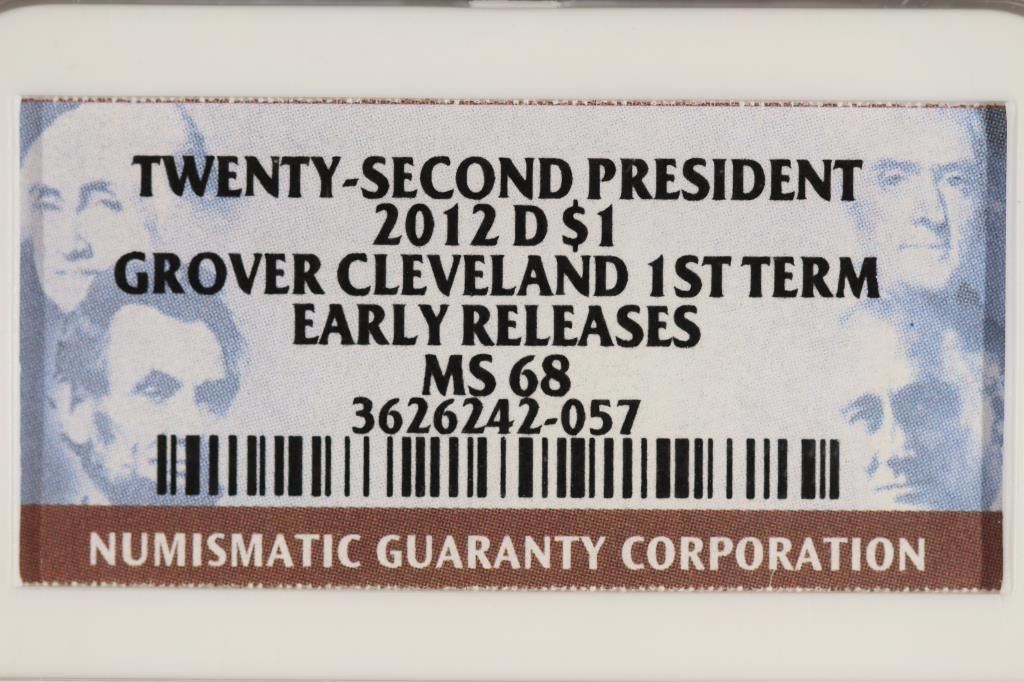 TWENTY-SECOND PRESIDENT
2012 D $1
GROVER CLEVELAND 1ST TERM
EARLY RELEASES
MS 68
3626242-057
NUMISMATIC GUARANTY CORPORATION